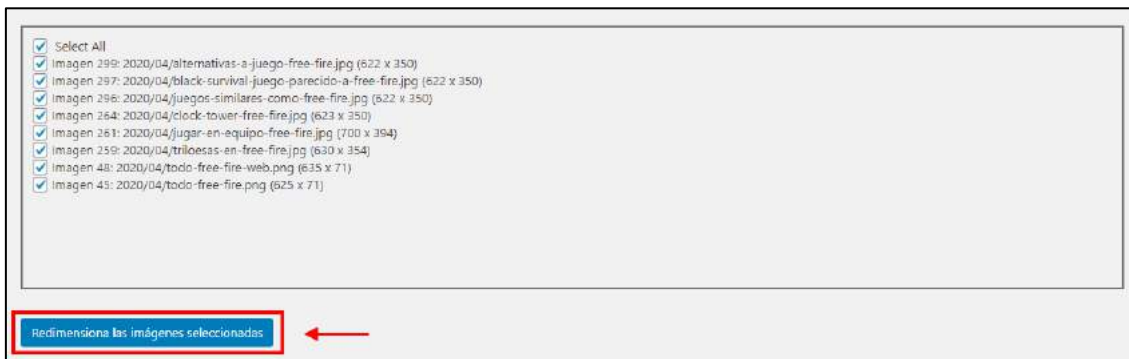 Select All
Imagen 299: 2020/04/alternativas-a-juego-free-fire.jpg (622 x 350)
Imagen 297: 2020/04/black-survival-juego-parecido-a-free-fire.jpg (622 x 350)
Imagen 296: 2020/04/juegos-similares-como-free-fire.jpg (622 x 350)
Imagen 264: 2020/04/clock-tower-free-fire.jpg (623 x 350)
Imagen 261: 2020/04/jugar-en-equipo-free-fire.jpg (700 x 394)
Imagen 259: 2020/04/triloesas-en-free-fire.jpg (630 x 354)
Imagen 48: 2020/04/todo-free-fire-web.png (635 x 71)
Imagen 45: 2020/04/todo-free-fire.png (625 x 71)
Redimensiona las imágenes seleccionadas